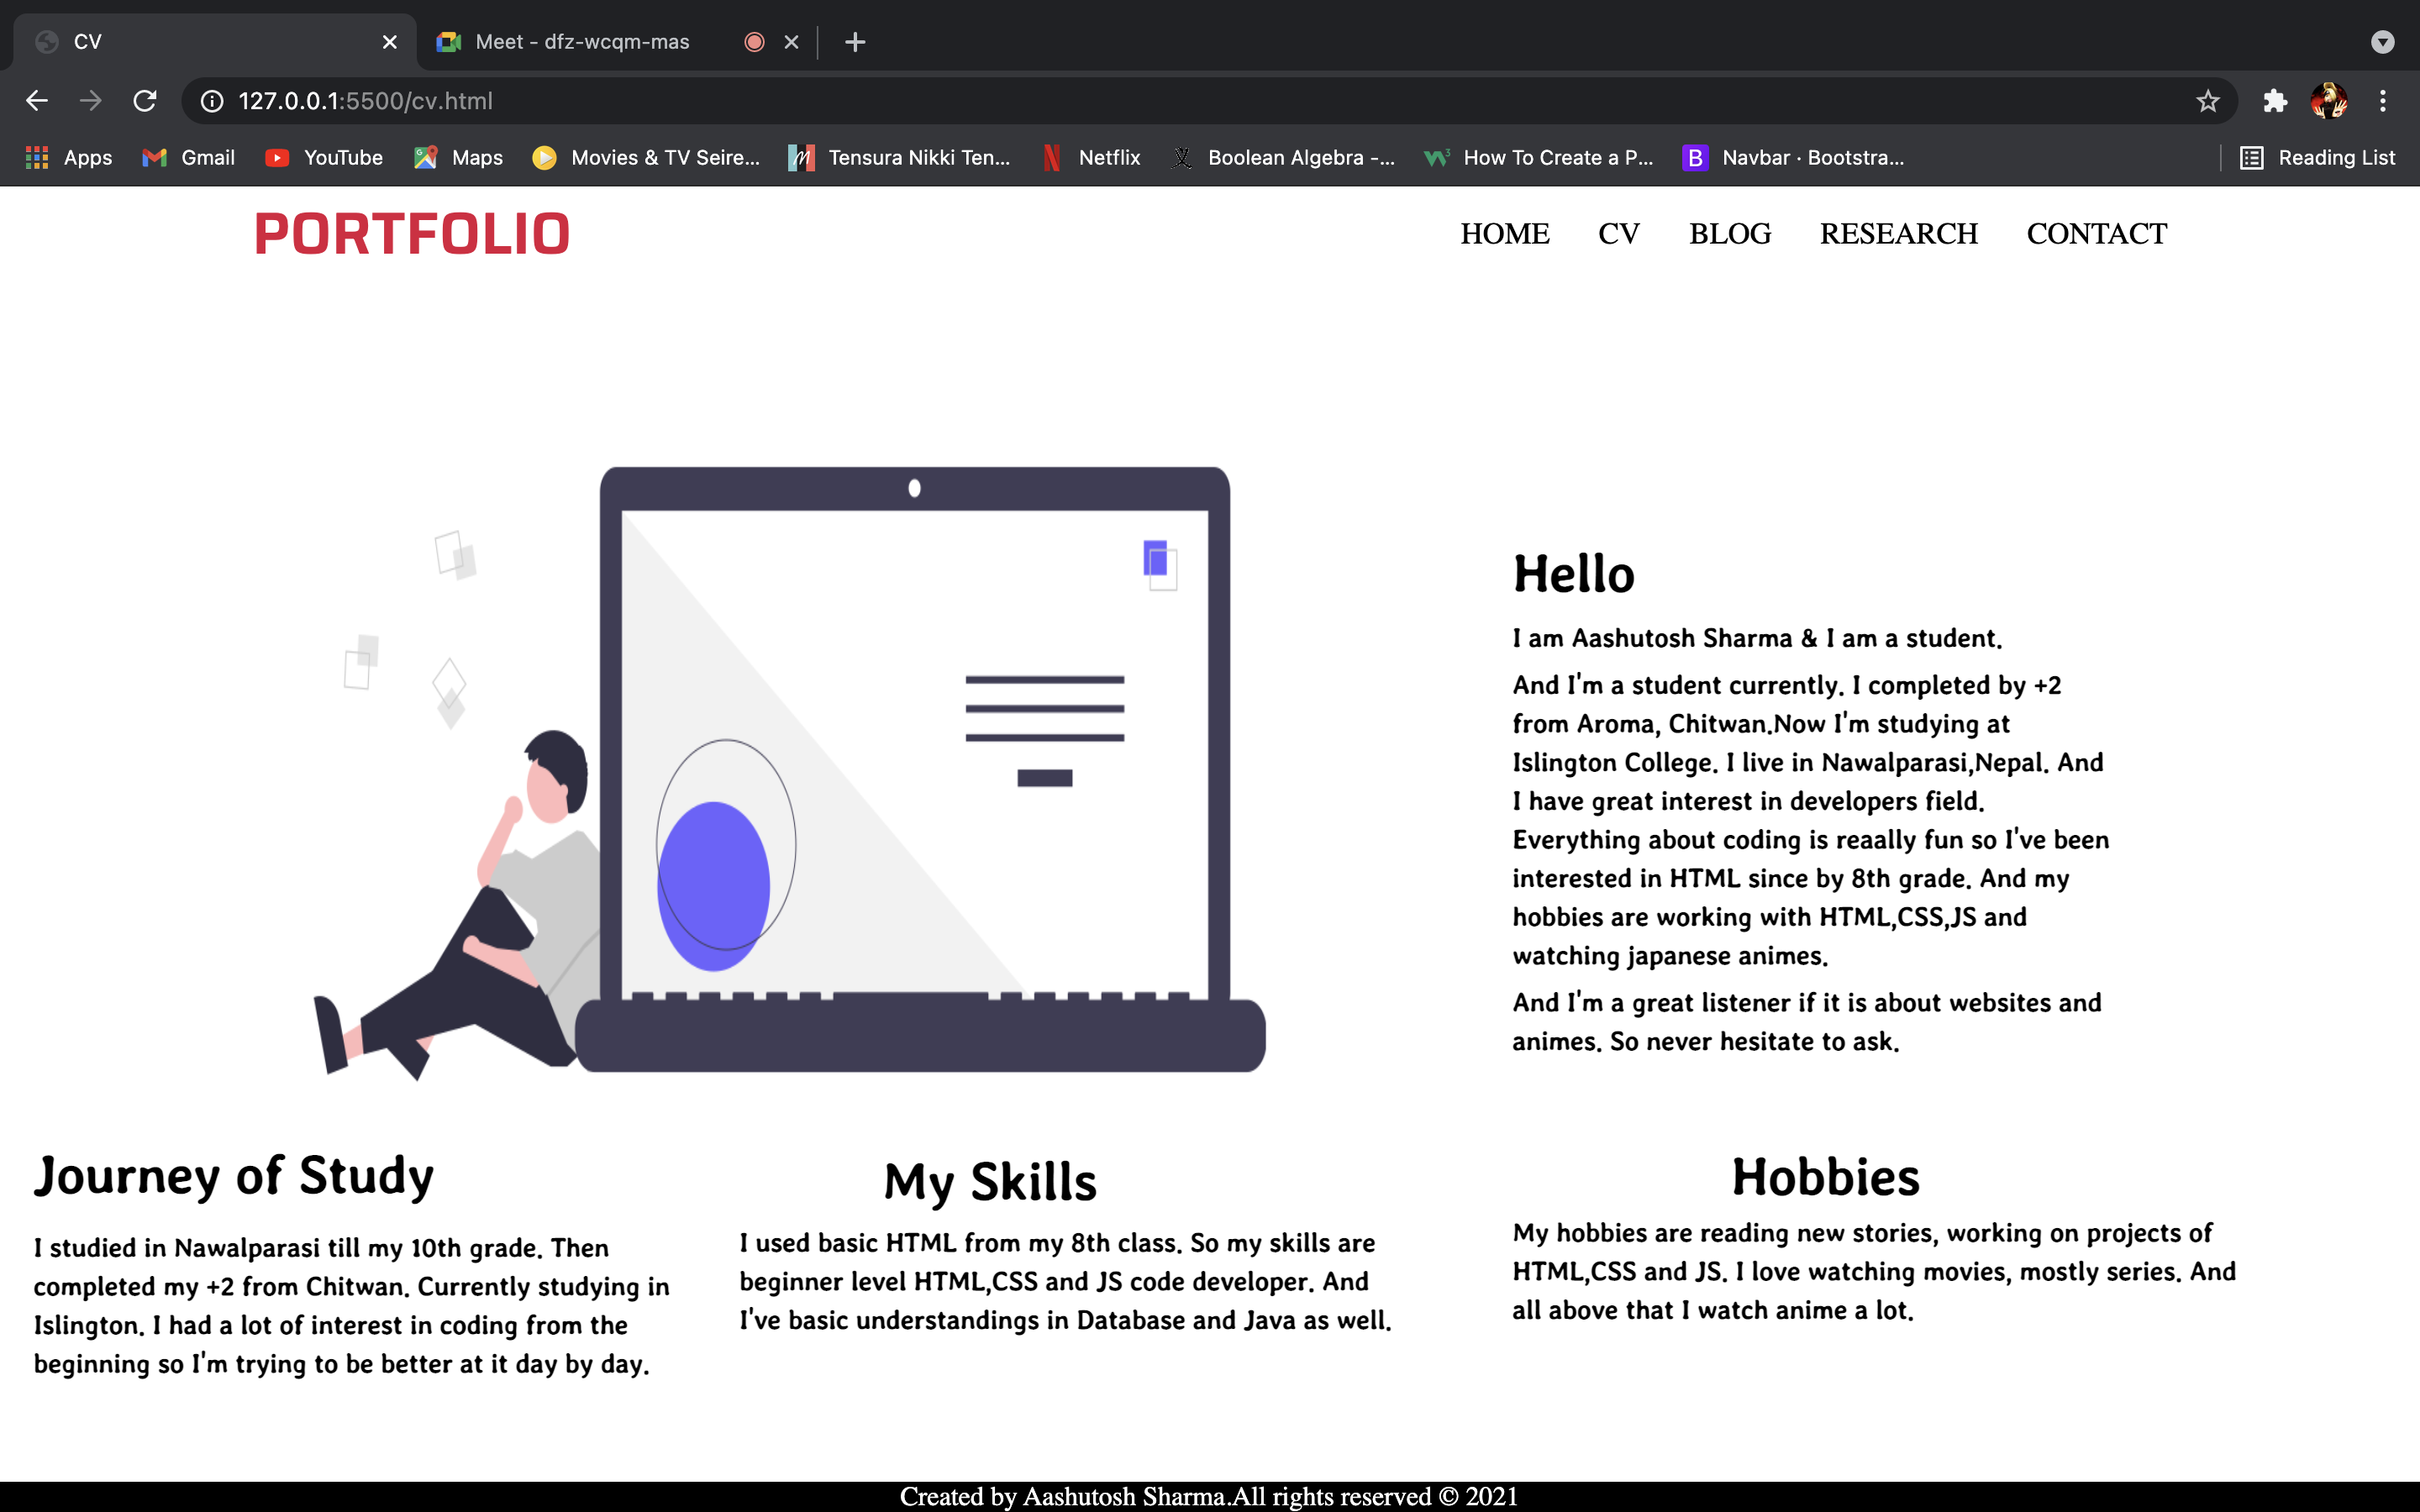 CV
Meet - dfz-wcqm-mas
127.0.0.1:5500/cv.html
Apps
Gmail
YouTube
Maps
Movies & TV Seire...
Tensura Nikki Ten...
Netflix
Boolean Algebra -...
How To Create a P...
Navbar · Bootstra...
Reading List
PORTFOLIO
HOME
CV
BLOG
RESEARCH
CONTACT
Hello
I am Aashutosh Sharma & I am a student.
And I'm a student currently. I completed by +2
from Aroma, Chitwan.Now I'm studying at
Islington College. I live in Nawalparasi,Nepal. And
I have great interest in developers field.
Everything about coding is reaally fun so I've been
interested in HTML since by 8th grade. And my
hobbies are working with HTML,CSS,JS and
watching japanese animes.
And I'm a great listener if it is about websites and
animes. So never hesitate to ask.
Journey of Study
I studied in Nawalparasi till my 10th grade. Then
completed my +2 from Chitwan. Currently studying in
Islington. I had a lot of interest in coding from the
beginning so I'm trying to be better at it day by day.
My Skills
I used basic HTML from my 8th class. So my skills are
beginner level HTML,CSS and JS code developer. And
I've basic understandings in Database and Java as well.
Hobbies
My hobbies are reading new stories, working on projects of
HTML,CSS and JS. I love watching movies, mostly series. And
all above that I watch anime a lot.
Created by Aashutosh Sharma.All rights reserved © 2021